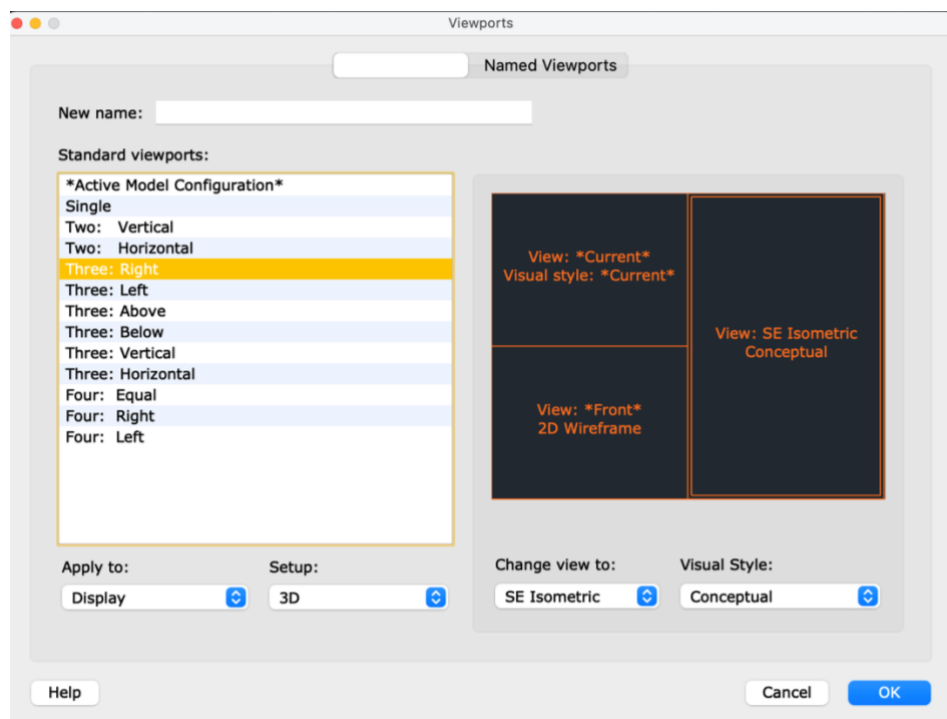 Viewports
Named Viewports
New name:
Standard viewports:
*Active Model Configuration*
Single
Two: Vertical
Two: Horizontal
Three: Right
Three: Left
Three: Above
Three: Below
Three: Vertical
Three: Horizontal
Four: Equal
Four: Right
Four: Left
View: *Current*
Visual style: *Current*
View: *Front*
2D Wireframe
View: SE Isometric
Conceptual
Apply to:
Display
Setup:
3D
Change view to:
SE Isometric
Visual Style:
Conceptual
Help
Cancel
OK